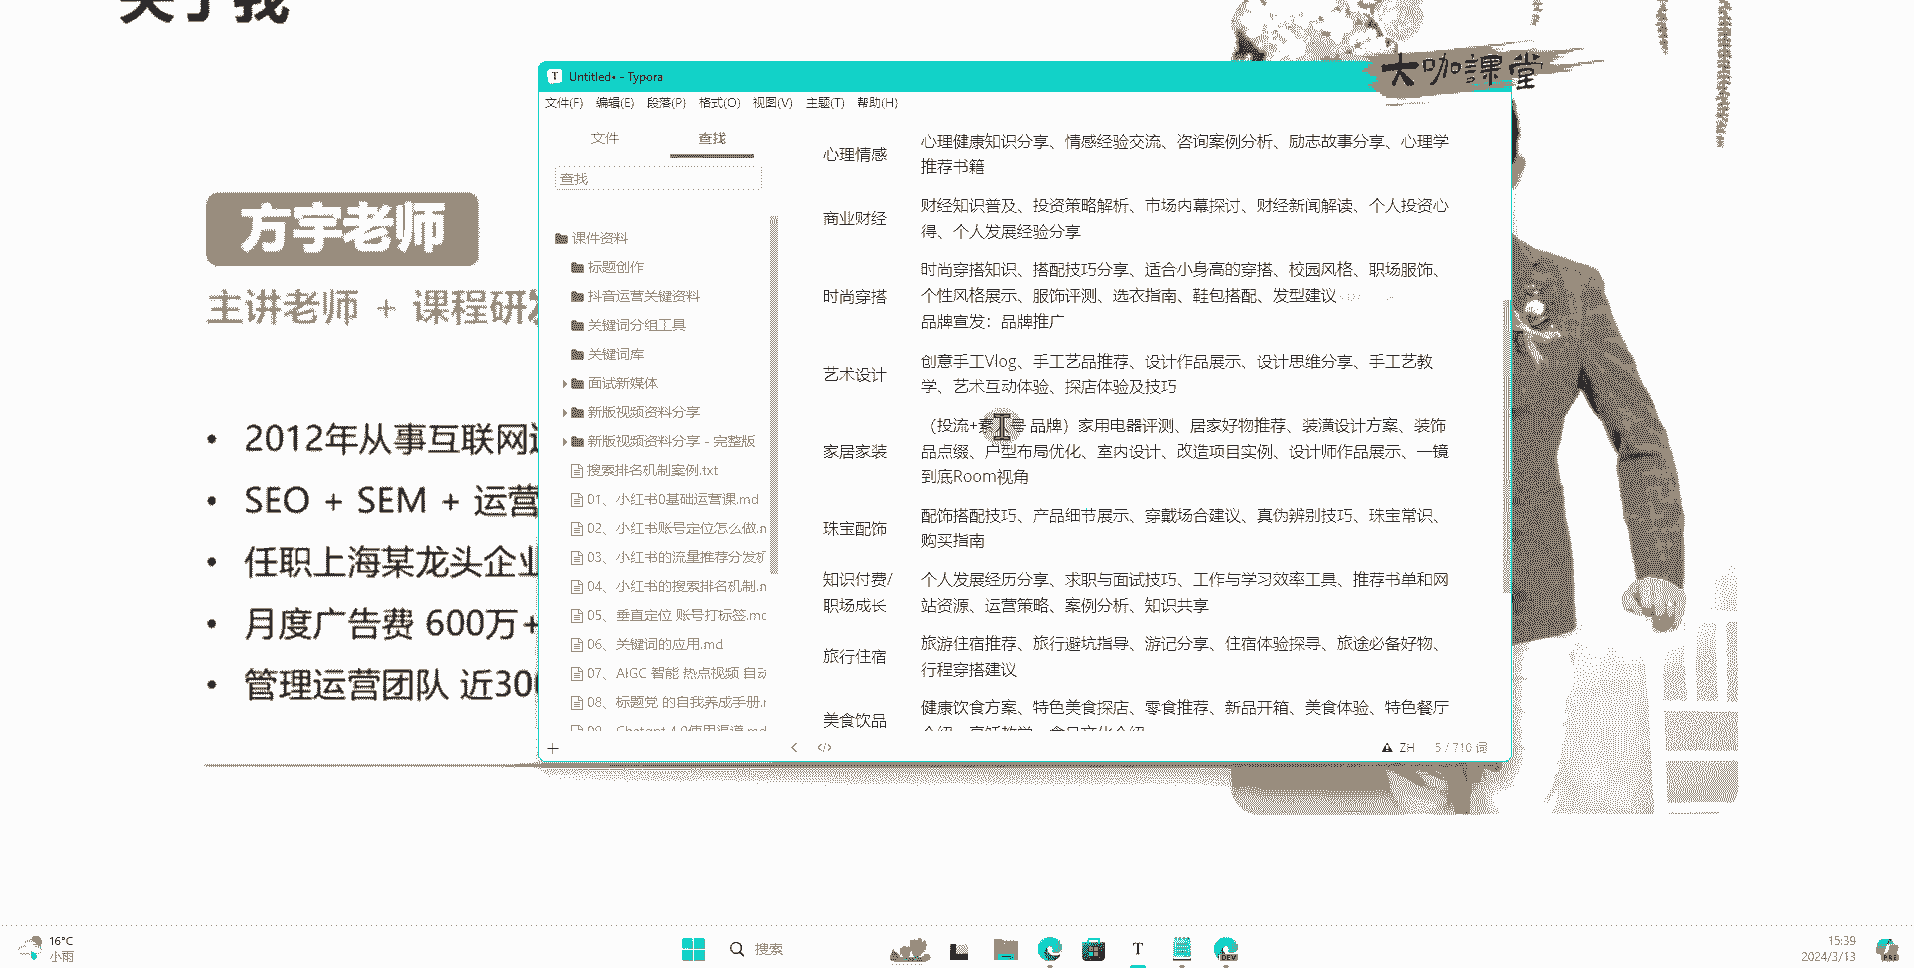 关于我
大咖課堂
方宇老师
主讲老师 + 课程研
2012年从事互联网
SEO + SEM + 运营
任职上海某龙头企业
月度广告费 600万+
管理运营团队 近300
Untitled• - Typora
文件(F) 编辑(E) 段落(P) 格式(O) 视图(V) 主题(T) 帮助(H)
文件 查找
查找
课件资料
标题创作
抖音运营关键资料
关键词分组工具
关键词库
面试新媒体
新版视频资料分享
新版视频资料分享 - 完整版
搜索排名机制案例.txt
01、小红书0基础运营课.md
02、小红书账号定位怎么做.
03、小红书的流量推荐分发
04、小红书的搜索排名机制.
05、垂直定位 账号打标签.m
06、关键词的应用.md
07、AIGC 智能 热点视频 自动
08、标题党 的自我养成手册.
09、Chatgpt 4.0使用渠道.md
心理情感
心理健康知识分享、情感经验交流、咨询案例分析、励志故事分享、心理学
推荐书籍
商业财经
财经知识普及、投资策略解析、市场内幕探讨、财经新闻解读、个人投资心
得、个人发展经验分享
时尚穿搭
时尚穿搭知识、搭配技巧分享、适合小身高的穿搭、校园风格、职场服饰、
个性风格展示、服饰评测、选衣指南、鞋包搭配、发型建议
品牌宣发：品牌推广
艺术设计
创意手工Vlog、手工艺品推荐、设计作品展示、设计思维分享、手工艺教
学、艺术互动体验、探店体验及技巧
家居家装
（投流+ 品牌）家用电器评测、居家好物推荐、装潢设计方案、装饰
品点缀、户型布局优化、室内设计、改造项目实例、设计师作品展示、一镜
到底Room视角
珠宝配饰
配饰搭配技巧、产品细节展示、穿戴场合建议、真伪辨别技巧、珠宝常识、
购买指南
知识付费/
职场成长
个人发展经历分享、求职与面试技巧、工作与学习效率工具、推荐书单和网
站资源、运营策略、案例分析、知识共享
旅行住宿
旅游住宿推荐、旅行避坑指导、游记分享、住宿体验探寻、旅途必备好物、
行程穿搭建议
美食饮品
健康饮食方案、特色美食探店、零食推荐、新品开箱、美食体验、特色餐厅
ZH 5 / 710 词
16°C
小雨
搜索
DEV
15:39
2024/3/13
PRE